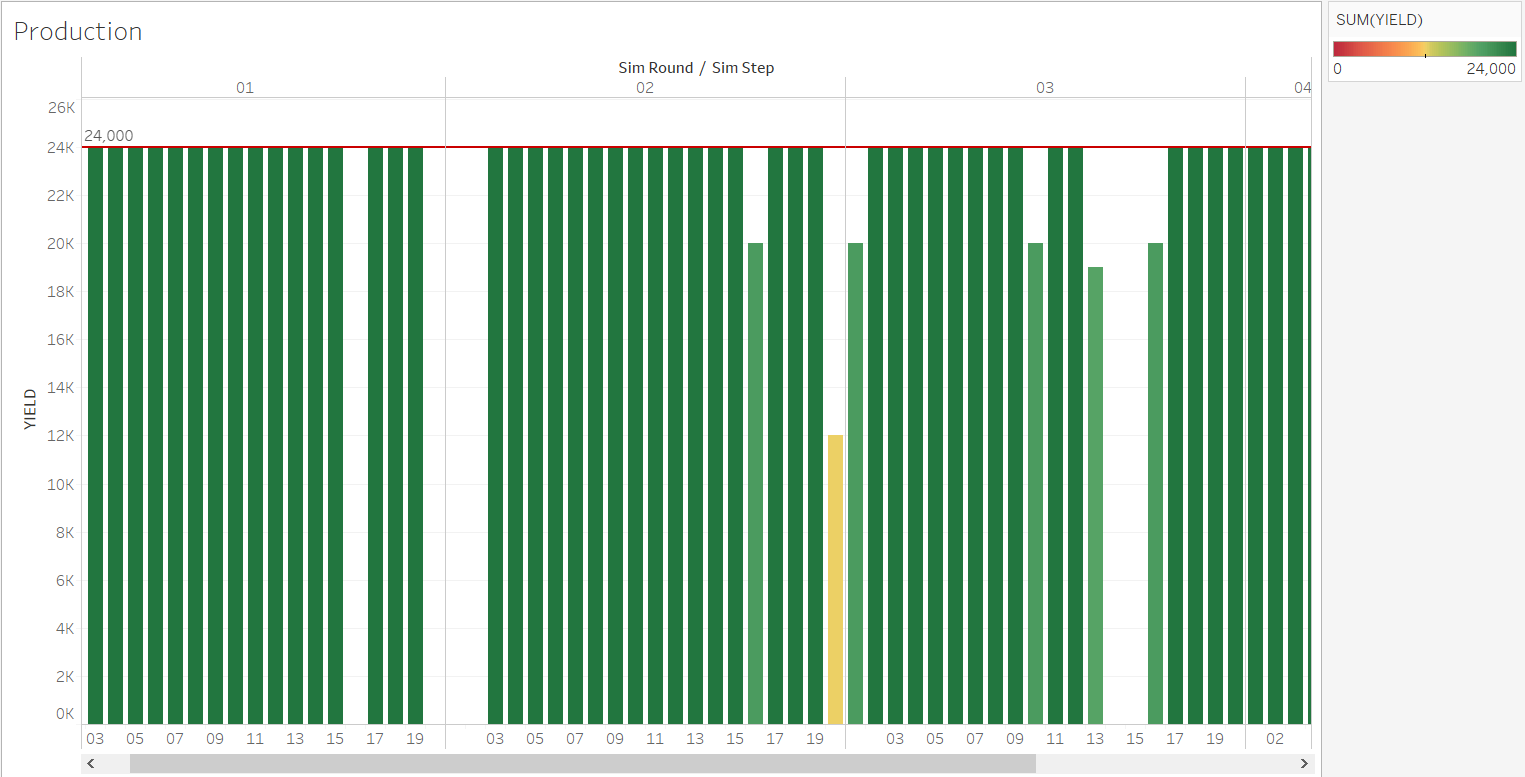 Production
SUM(YIELD)
0 24,000
Sim Round / Sim Step
01 02 03 04
26K
24,000
24K
22K
20K
18K
16K
14K
12K
10K
8K
6K
4K
2K
0K
YIELD
03 05 07 09 11 13 15 17 19 03 05 07 09 11 13 15 17 19 03 05 07 09 11 13 15 17 19 02